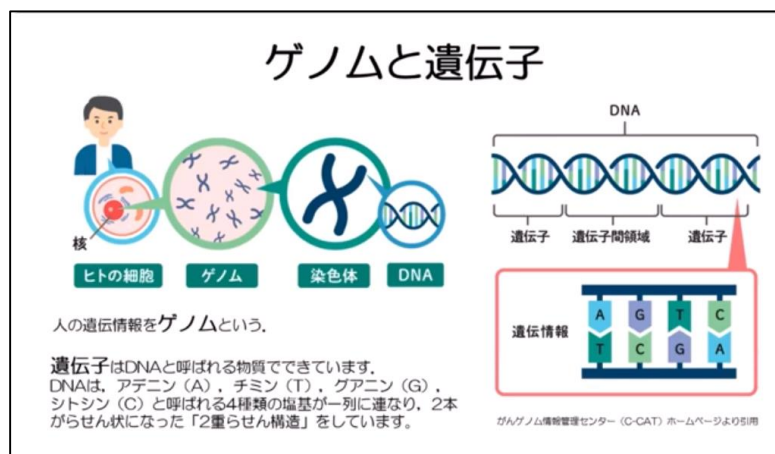 ゲノムと遺伝子
核
ヒトの細胞
ゲノム
染色体
DNA
人の遺伝情報をゲノムという．
遺伝子はDNAと呼ばれる物質でできています．
DNAは，アデニン（A），チミン（T），グアニン（G），
シトシン（C）と呼ばれる4種類の塩基が一列に連なり，2本
がらせん状になった「2重らせん構造」をしています。
DNA
遺伝子
遺伝子間領域
遺伝子
遺伝情報
A G T C
T C G A
がんゲノム情報管理センター（C-CAT）ホームページより引用